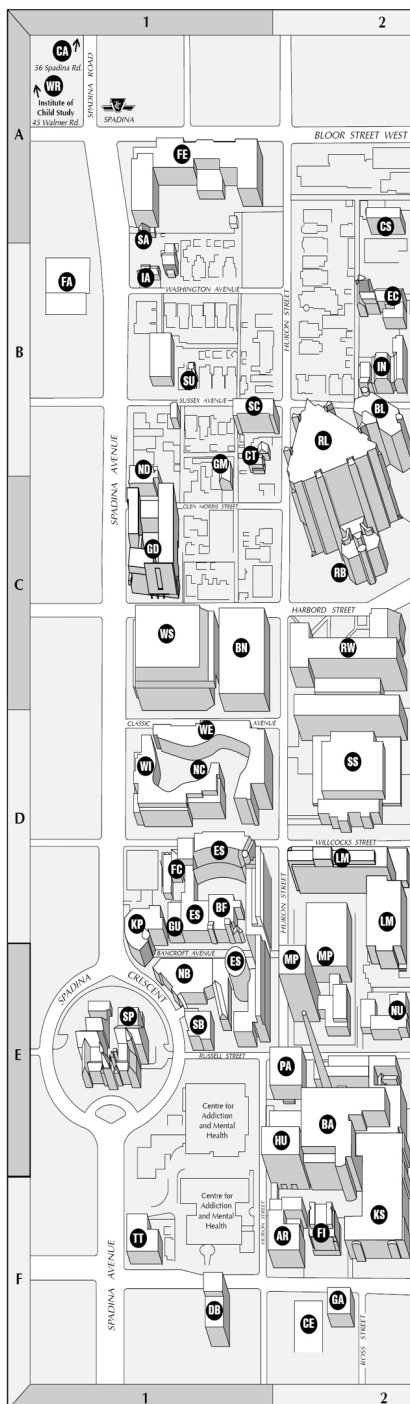 1 2
CA
56 Spadina Rd.
WR
Institute of
Child Study
45 Walmer Rd.
SPADINA ROAD
SPADINA
BLOOR STREET WEST
A
FE
CS
SA
IA
FA
WASHINGTON AVENUE
EC
B
HURON STREET
IN
SU
SUSSEX AVENUE
SC
BL
RL
CT
GM
ND
SPADINA AVENUE
GLEN MORRIS STREET
GD
RB
C
HARBORD STREET
WS
BN
RW
CLASSIC AVENUE
WE
WI
NC
SS
D
WILLCOCKS STREET
ES
LM
FC
HURON STREET
KP
GU
ES
BF
LM
BANCROFT AVENUE
ES
MP
MP
NB
SPADINA CRESCENT
SP
SB
NU
E
RUSSELL STREET
PA
Centre for
Addiction
and Mental
Health
BA
HU
Centre for
Addiction
and Mental
Health
HURON STREET
KS
TT
AR
FI
F
SPADINA AVENUE
DB
GA
CE
ROSS STREET
1 2